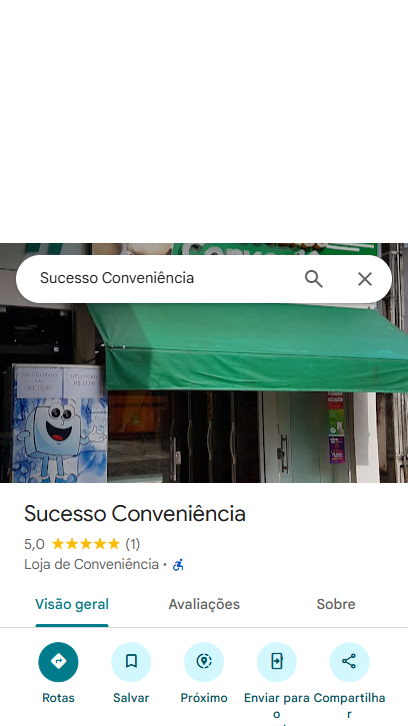 Sucesso Conveniência
Sucesso Conveniência
5,0 ★★★★★ (1)
Loja de Conveniência ·
Visão geral
Avaliações
Sobre
Rotas
Salvar
Próximo
Enviar para
o
Compartilha
r